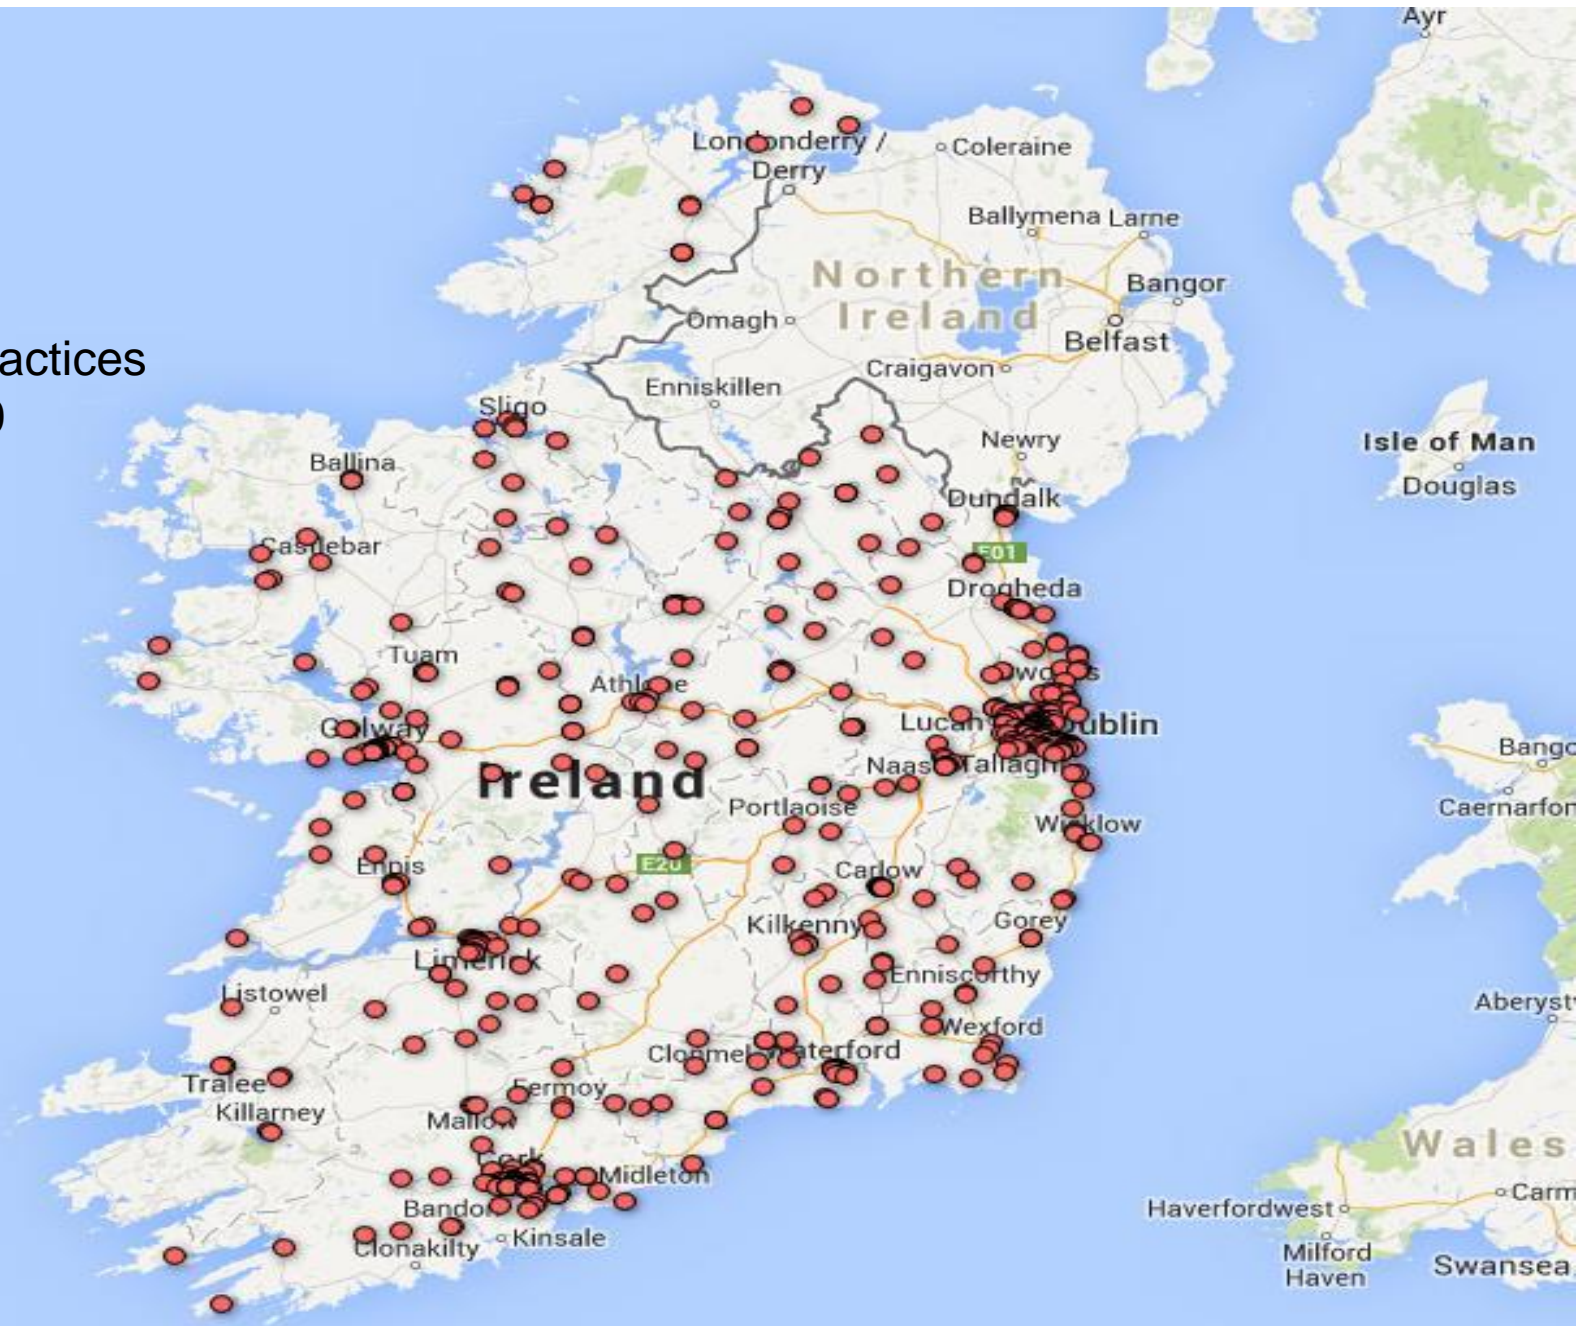 Ayr
Londonderry /
Derry
Coleraine
Ballymena
Larne
Northern
Ireland
Bangor
Omagh
Belfast
Craigavon
Enniskillen
actices
)
Sligo
Newry
Isle of Man
Douglas
Ballina
Dundalk
Castlebar
E01
Drogheda
Tuam
Athlone
Galway
Lucan
Dublin
Naas
Tallaght
Ireland
Portlaoise
Wicklow
Bango
Caernarfon
Ennis
E20
Carlow
Kilkenny
Gorey
Limerick
Enniscorthy
Listowel
Wexford
Aberyst
Clonmel
Waterford
Tralee
Fermoy
Killarney
Mallow
Wales
Cork
Midleton
Carm
Bandon
Haverfordwest
Kinsale
Clonakilty
Milford
Haven
Swansea